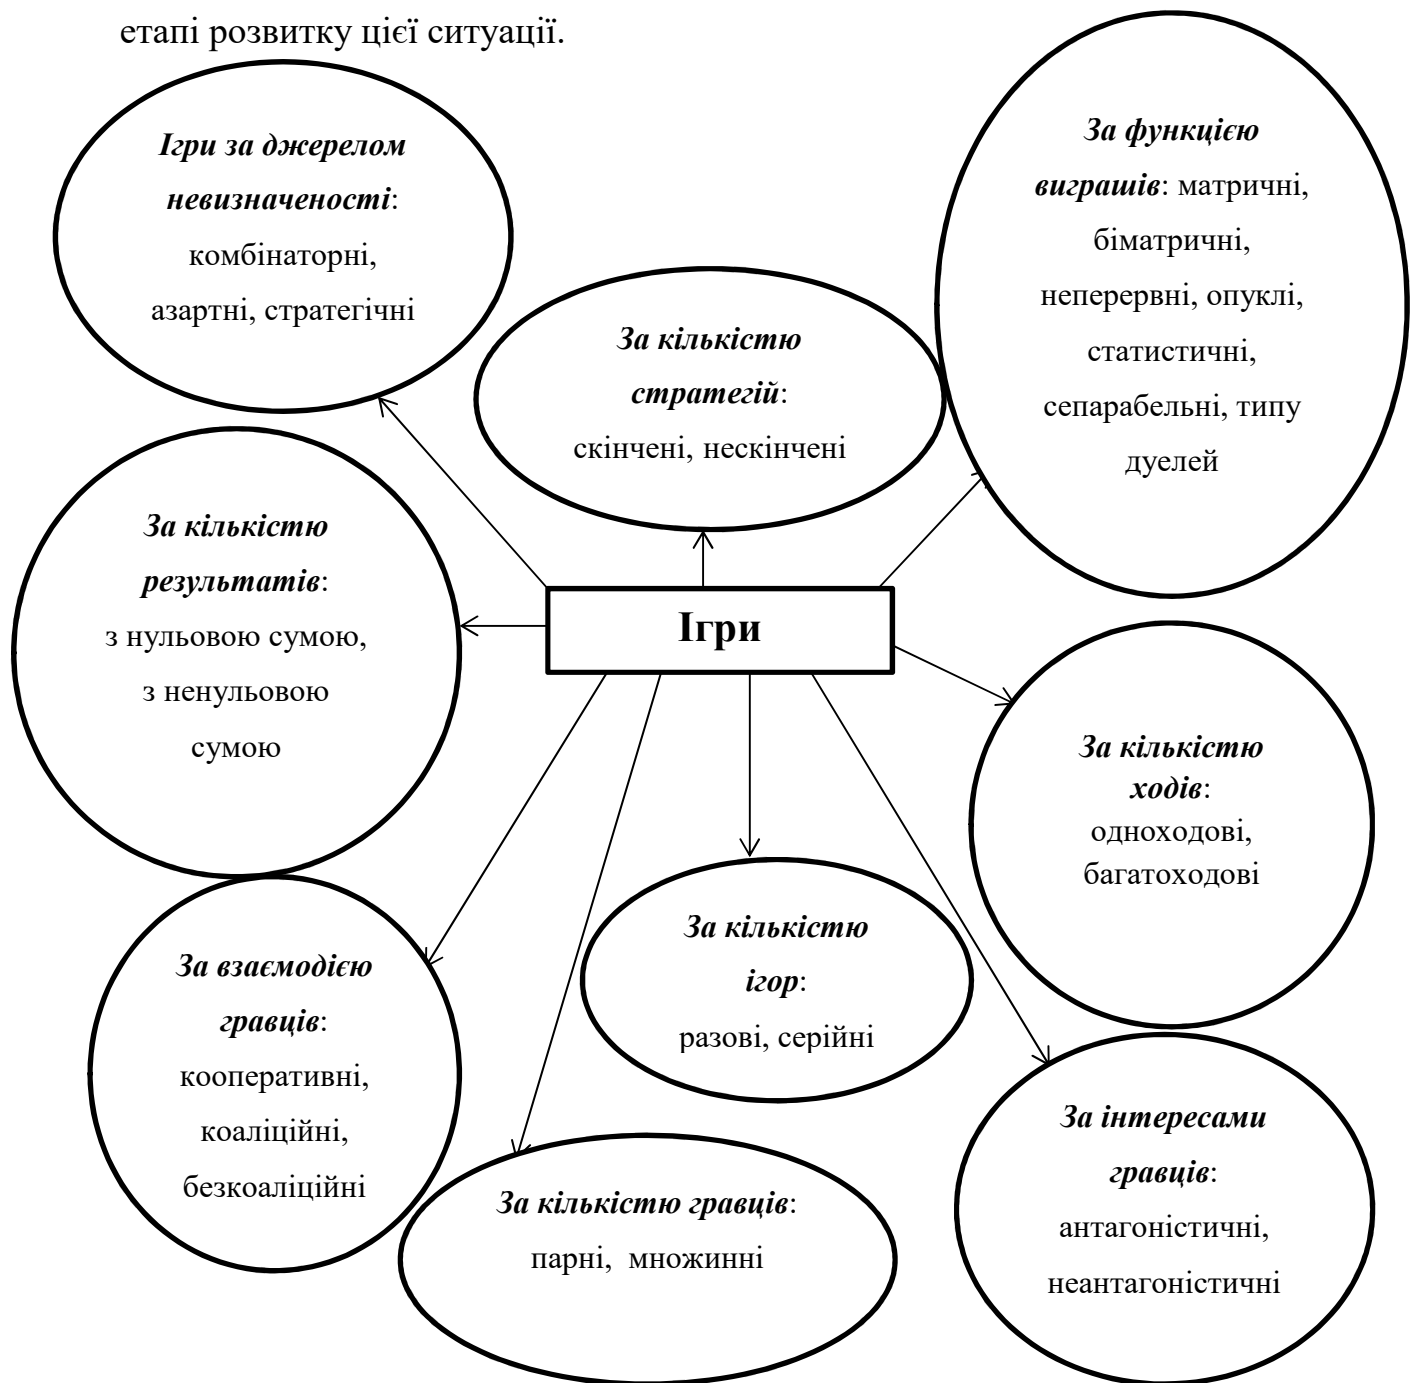 етапі розвитку цієї ситуації.
Ігри за джерелом
невизначеності:
комбінаторні,
азартні, стратегічні
За функцією
виграшів: матричні,
біматричні,
неперервні, опуклі,
статистичні,
сепарабельні, типу
дуелей
За кількістю
стратегій:
скінчені, нескінчені
За кількістю
результатів:
з нульовою сумою,
з ненульовою
сумою
Ігри
За кількістю
ходів:
одноходові,
багатоходові
За взаємодією
гравців:
кооперативні,
коаліційні,
безкоаліційні
За кількістю
ігор:
разові, серійні
За інтересами
гравців:
антагоністичні,
неантагоністичні
За кількістю гравців:
парні, множинні